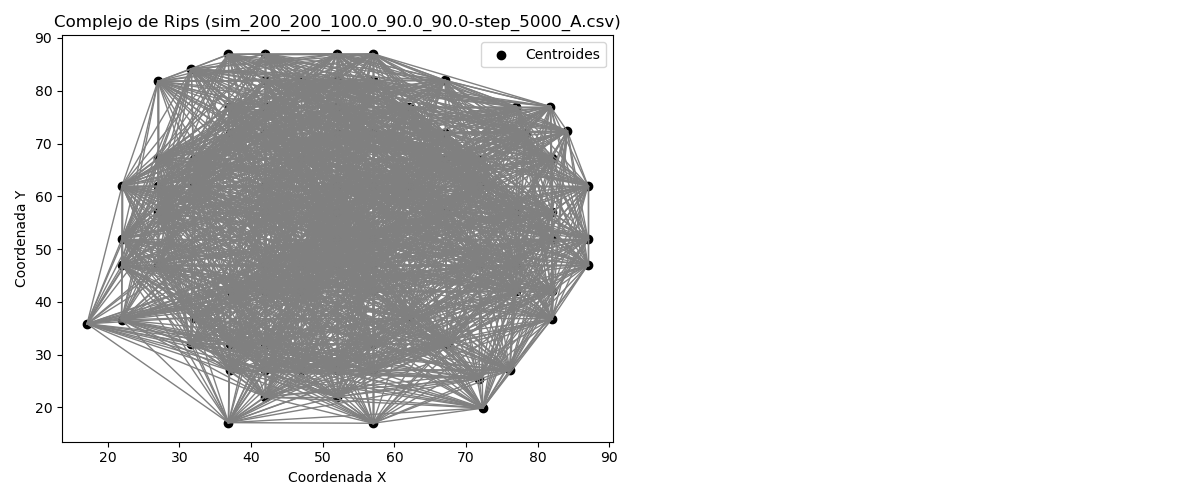 Complejo de Rips (sim_200_200_100.0_90.0_90.0-step_5000_A.csv)
Centroides
90
80
70
60
50
40
30
20
Coordenada Y
20 30 40 50 60 70 80 90
Coordenada X